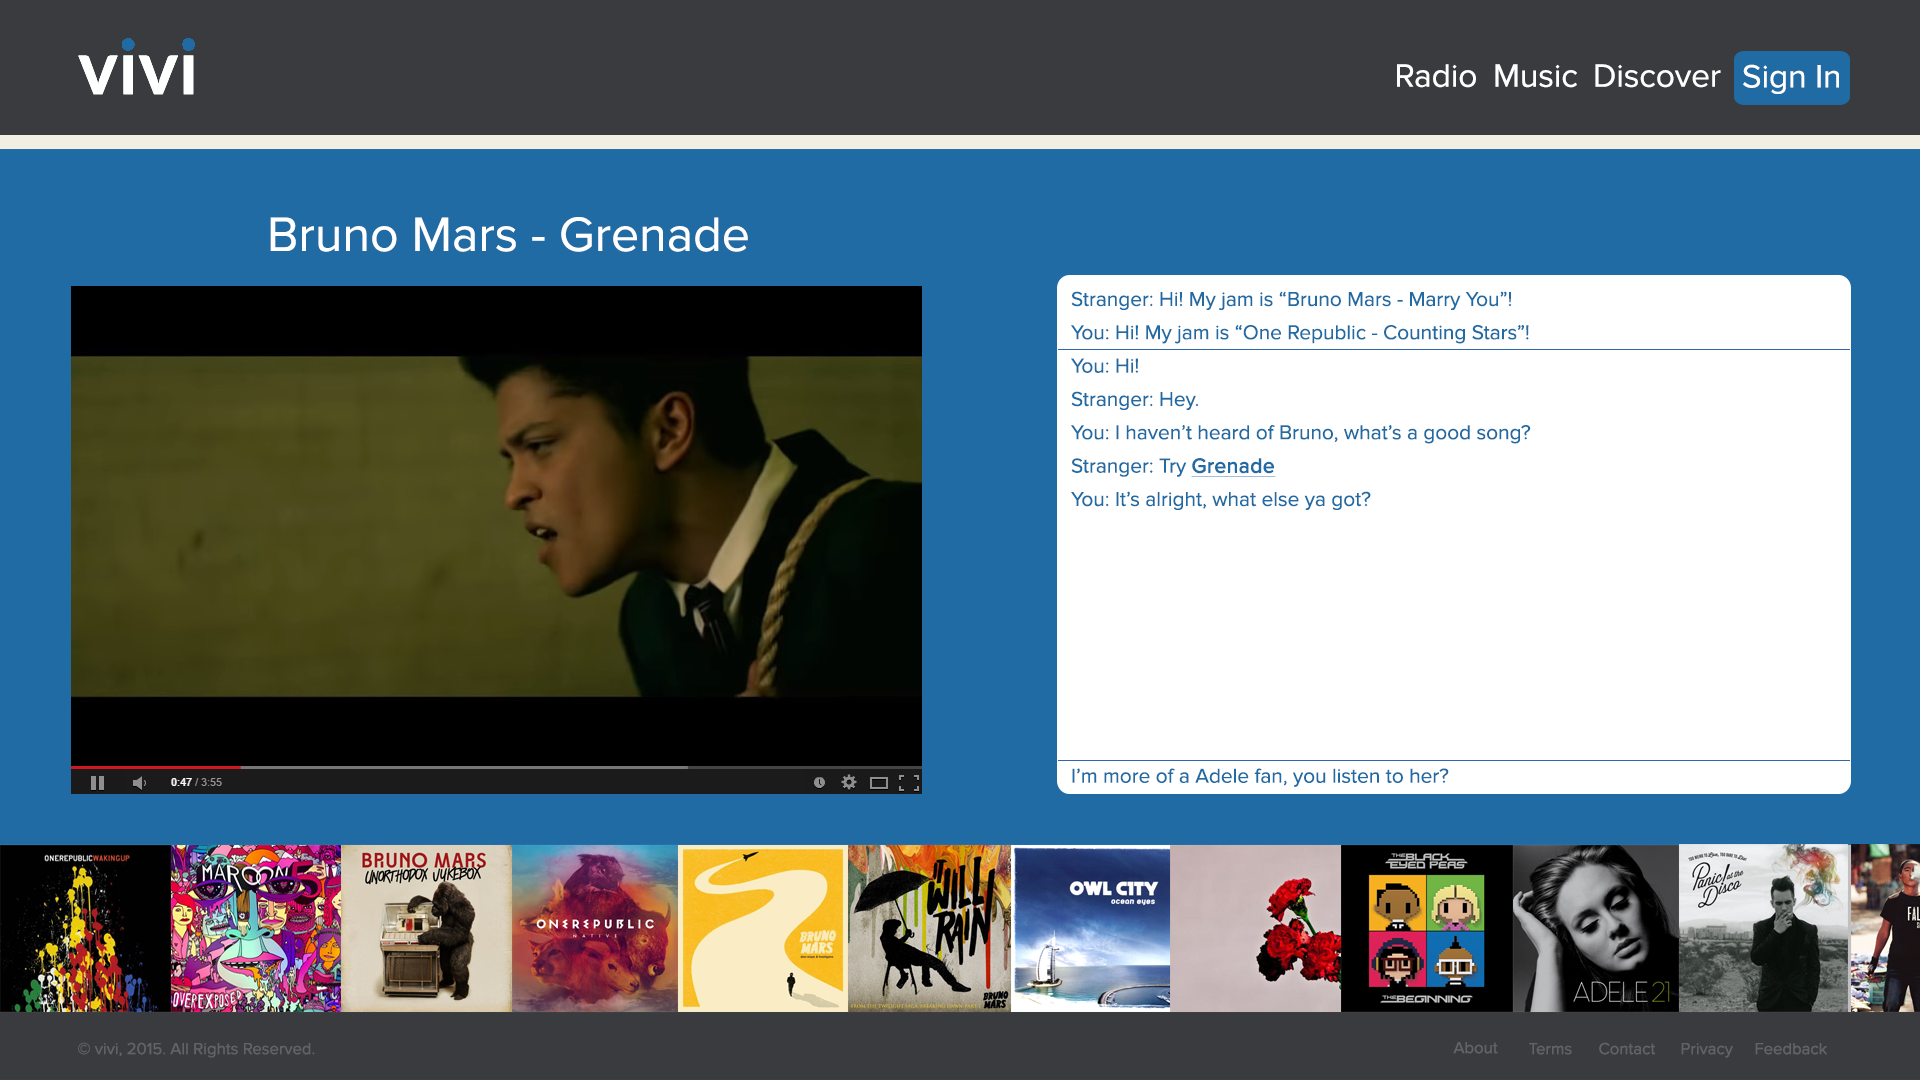 vivi
Radio Music Discover Sign In
Bruno Mars - Grenade
Stranger: Hi! My jam is “Bruno Mars - Marry You”!
You: Hi! My jam is “One Republic - Counting Stars”!
You: Hi!
Stranger: Hey.
You: I haven’t heard of Bruno, what’s a good song?
Stranger: Try Grenade
You: It’s alright, what else ya got?
I’m more of a Adele fan, you listen to her?
0:47 / 3:55
ONEREPUBLIC WAKING UP
MAROON 5
OVEREXPOSED
BRUNO MARS
UNORTHODOX JUKEBOX
ONEREPUBLIC
NATIVE
BRUNO
MARS
IT
WILL
RAIN
BRUNO
MARS
OWL CITY
ocean eyes
THE BLACK
EYED PEAS
THE BEGINNING
ADELE 21
Panic! at the
Disco
FAL
© vivi, 2015. All Rights Reserved.
About Terms Contact Privacy Feedback